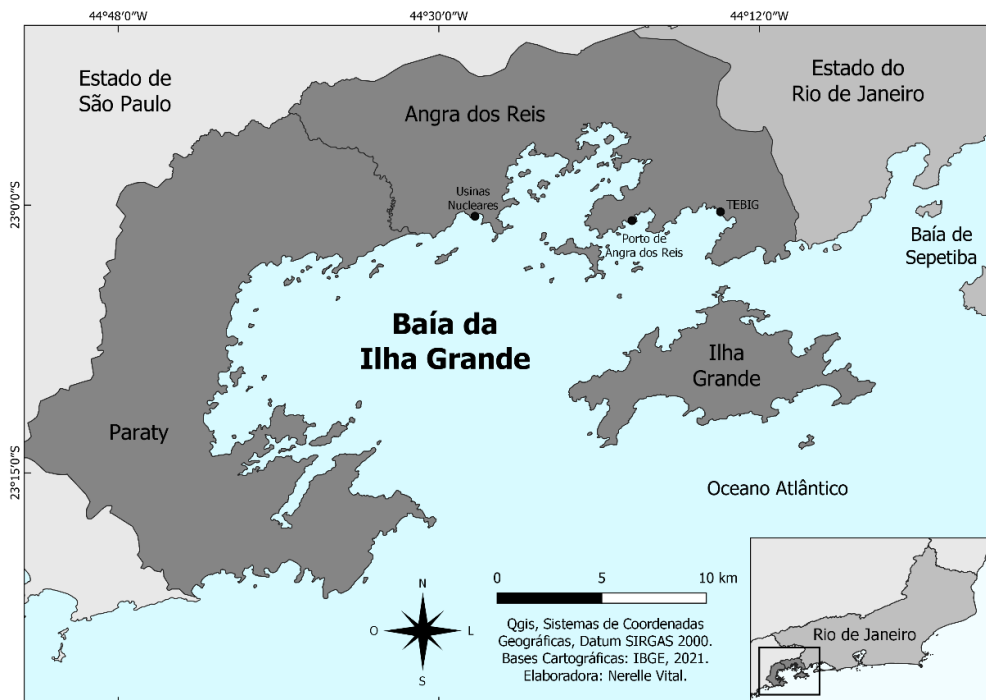 44°48'0"W
44°30'0"W
44°12'0"W
Estado de
São Paulo
Angra dos Reis
Estado do
Rio de Janeiro
23°0'0"S
Usinas
Nucleares
TEBIG
Porto de
Angra dos Reis
Baía de
Sepetiba
Baía da
Ilha Grande
Ilha
Grande
Paraty
23°15'0"S
Oceano Atlântico
N
O
L
S
0
5
10 km
Qgis, Sistemas de Coordenadas
Geográficas, Datum SIRGAS 2000.
Bases Cartográficas: IBGE, 2021.
Elaboradora: Nerelle Vital.
Rio de Janeiro